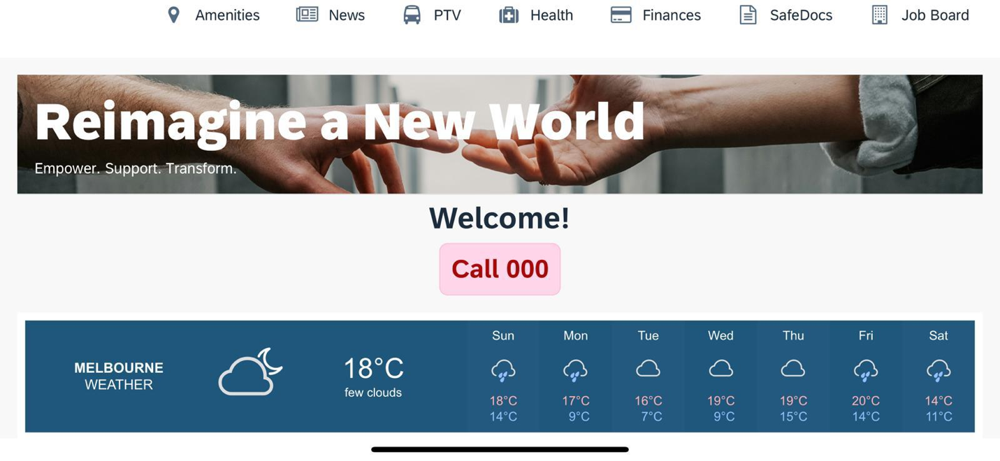 Amenities News PTV Health Finances SafeDocs Job Board
Reimagine a New World
Empower. Support. Transform.
Welcome!
Call 000
MELBOURNE
WEATHER
18°C
few clouds
Sun Mon Tue Wed Thu Fri Sat
18°C 17°C 16°C 19°C 19°C 20°C 14°C
14°C 9°C 7°C 9°C 15°C 14°C 11°C